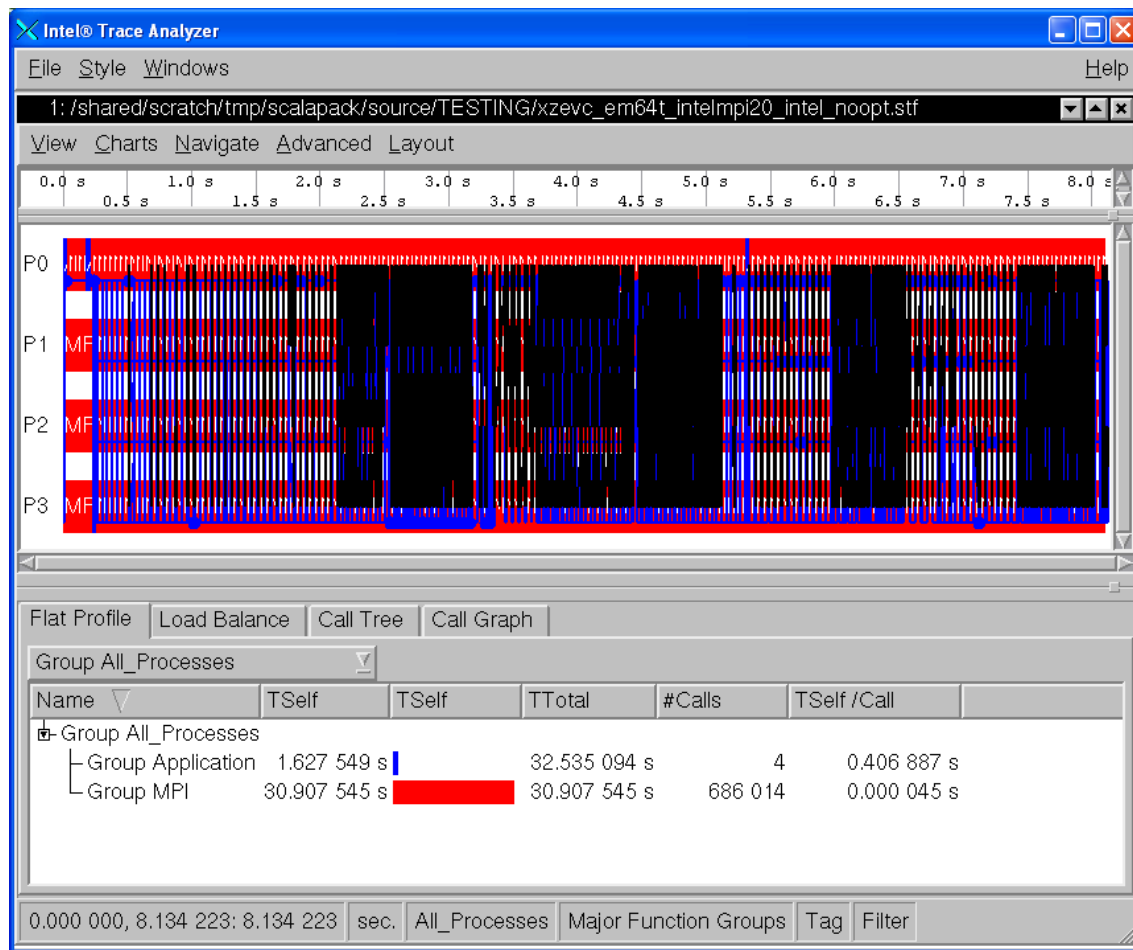 Intel® Trace Analyzer
File Style Windows Help
1: /shared/scratch/tmp/scalapack/source/TESTING/xzevc_em64t_intelmpi20_intel_noopt.stf
View Charts Navigate Advanced Layout
0.0 s 1.0 s 2.0 s 3.0 s 4.0 s 5.0 s 6.0 s 7.0 s 8.0 s
0.5 s 1.5 s 2.5 s 3.5 s 4.5 s 5.5 s 6.5 s 7.5 s
P0
P1 MF
P2 MF
P3 MF
Flat Profile Load Balance Call Tree Call Graph
Group All_Processes
Name TSelf TSelf TTotal #Calls TSelf /Call
Group All_Processes
Group Application 1.627 549 s 32.535 094 s 4 0.406 887 s
Group MPI 30.907 545 s 30.907 545 s 686 014 0.000 045 s
0.000 000, 8.134 223: 8.134 223 sec. All_Processes Major Function Groups Tag Filter